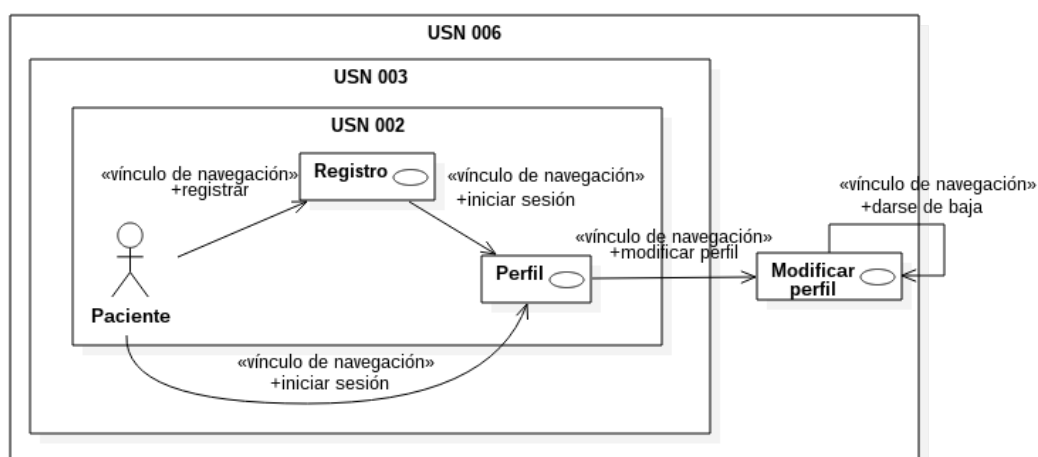 USN 006
USN 003
USN 002
«vínculo de navegación»
+registrar
Registro
«vínculo de navegación»
+iniciar sesión
«vínculo de navegación»
+darse de baja
«vínculo de navegación»
+modificar perfil
Perfil
Modificar
perfil
Paciente
«vínculo de navegación»
+iniciar sesión